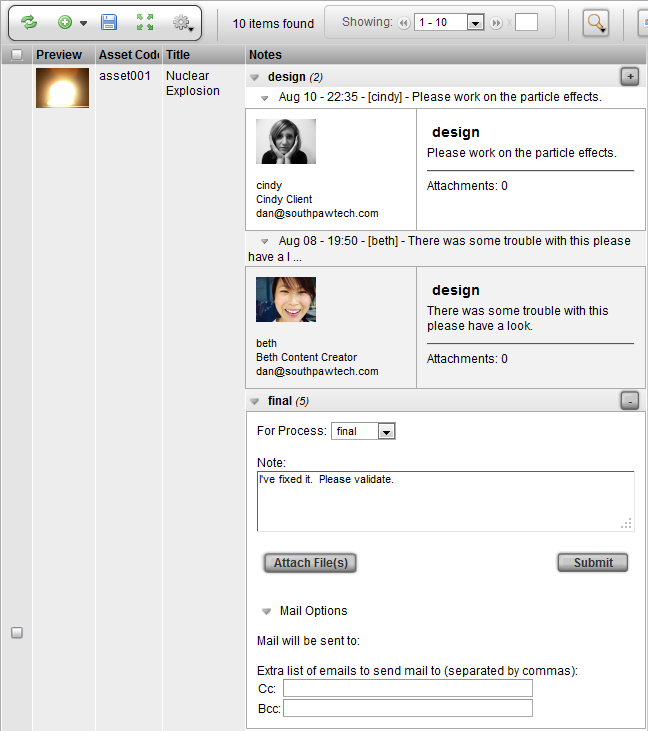 10 items found
Showing:
1 - 10
x
Preview
Asset Code
Title
Notes
asset001
Nuclear
Explosion
design (2)
+
Aug 10 - 22:35 - [cindy] - Please work on the particle effects.
cindy
Cindy Client
dan@southpawtech.com
design
Please work on the particle effects.
Attachments: 0
Aug 08 - 19:50 - [beth] - There was some trouble with this please
have a l ...
beth
Beth Content Creator
dan@southpawtech.com
design
There was some trouble with this
please have a look.
Attachments: 0
final (5)
-
For Process: final
Note:
I've fixed it.  Please validate.
Attach File(s)
Submit
Mail Options
Mail will be sent to:
Extra list of emails to send mail to (separated by commas):
Cc:
Bcc: